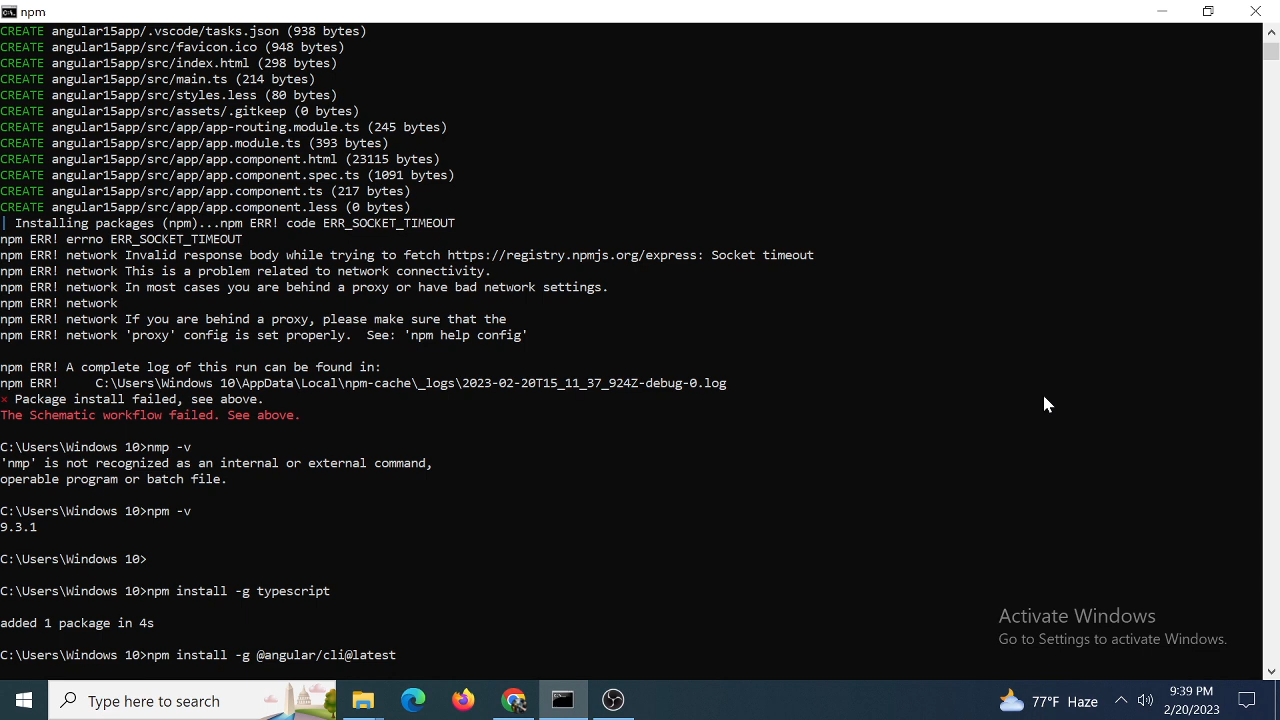 npm
CREATE angular15app/.vscode/tasks.json (938 bytes)
CREATE angular15app/src/favicon.ico (948 bytes)
CREATE angular15app/src/index.html (298 bytes)
CREATE angular15app/src/main.ts (214 bytes)
CREATE angular15app/src/styles.less (80 bytes)
CREATE angular15app/src/assets/.gitkeep (0 bytes)
CREATE angular15app/src/app/app-routing.module.ts (245 bytes)
CREATE angular15app/src/app/app.module.ts (393 bytes)
CREATE angular15app/src/app/app.component.html (23115 bytes)
CREATE angular15app/src/app/app.component.spec.ts (1091 bytes)
CREATE angular15app/src/app/app.component.ts (217 bytes)
CREATE angular15app/src/app/app.component.less (0 bytes)
| Installing packages (npm)...npm ERR! code ERR_SOCKET_TIMEOUT
npm ERR! errno ERR_SOCKET_TIMEOUT
npm ERR! network Invalid response body while trying to fetch https://registry.npmjs.org/express: Socket timeout
npm ERR! network This is a problem related to network connectivity.
npm ERR! network In most cases you are behind a proxy or have bad network settings.
npm ERR! network
npm ERR! network If you are behind a proxy, please make sure that the
npm ERR! network 'proxy' config is set properly.  See: 'npm help config'
npm ERR! A complete log of this run can be found in:
npm ERR!     C:\Users\Windows 10\AppData\Local\npm-cache\_logs\2023-02-20T15_11_37_924Z-debug-0.log
× Package install failed, see above.
The Schematic workflow failed. See above.
C:\Users\Windows 10>nmp -v
'nmp' is not recognized as an internal or external command,
operable program or batch file.
C:\Users\Windows 10>npm -v
9.3.1
C:\Users\Windows 10>
C:\Users\Windows 10>npm install -g typescript
added 1 package in 4s
C:\Users\Windows 10>npm install -g @angular/cli@latest
Activate Windows
Go to Settings to activate Windows.
Type here to search
77°F Haze
9:39 PM
2/20/2023